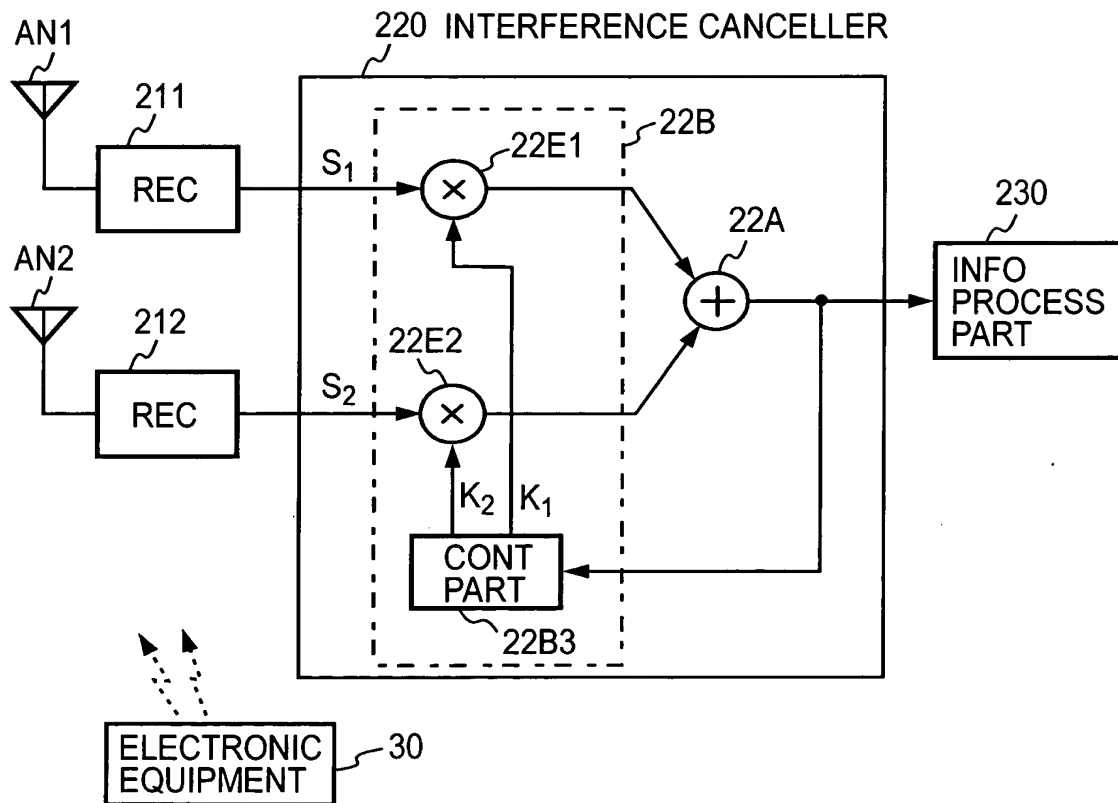 220 INTERFERENCE CANCELLER
AN1
211
REC
S1
22E1
22B
22A
230
INFO
PROCESS
PART
AN2
212
REC
S2
22E2
K2
K1
CONT
PART
22B3
ELECTRONIC
EQUIPMENT
30